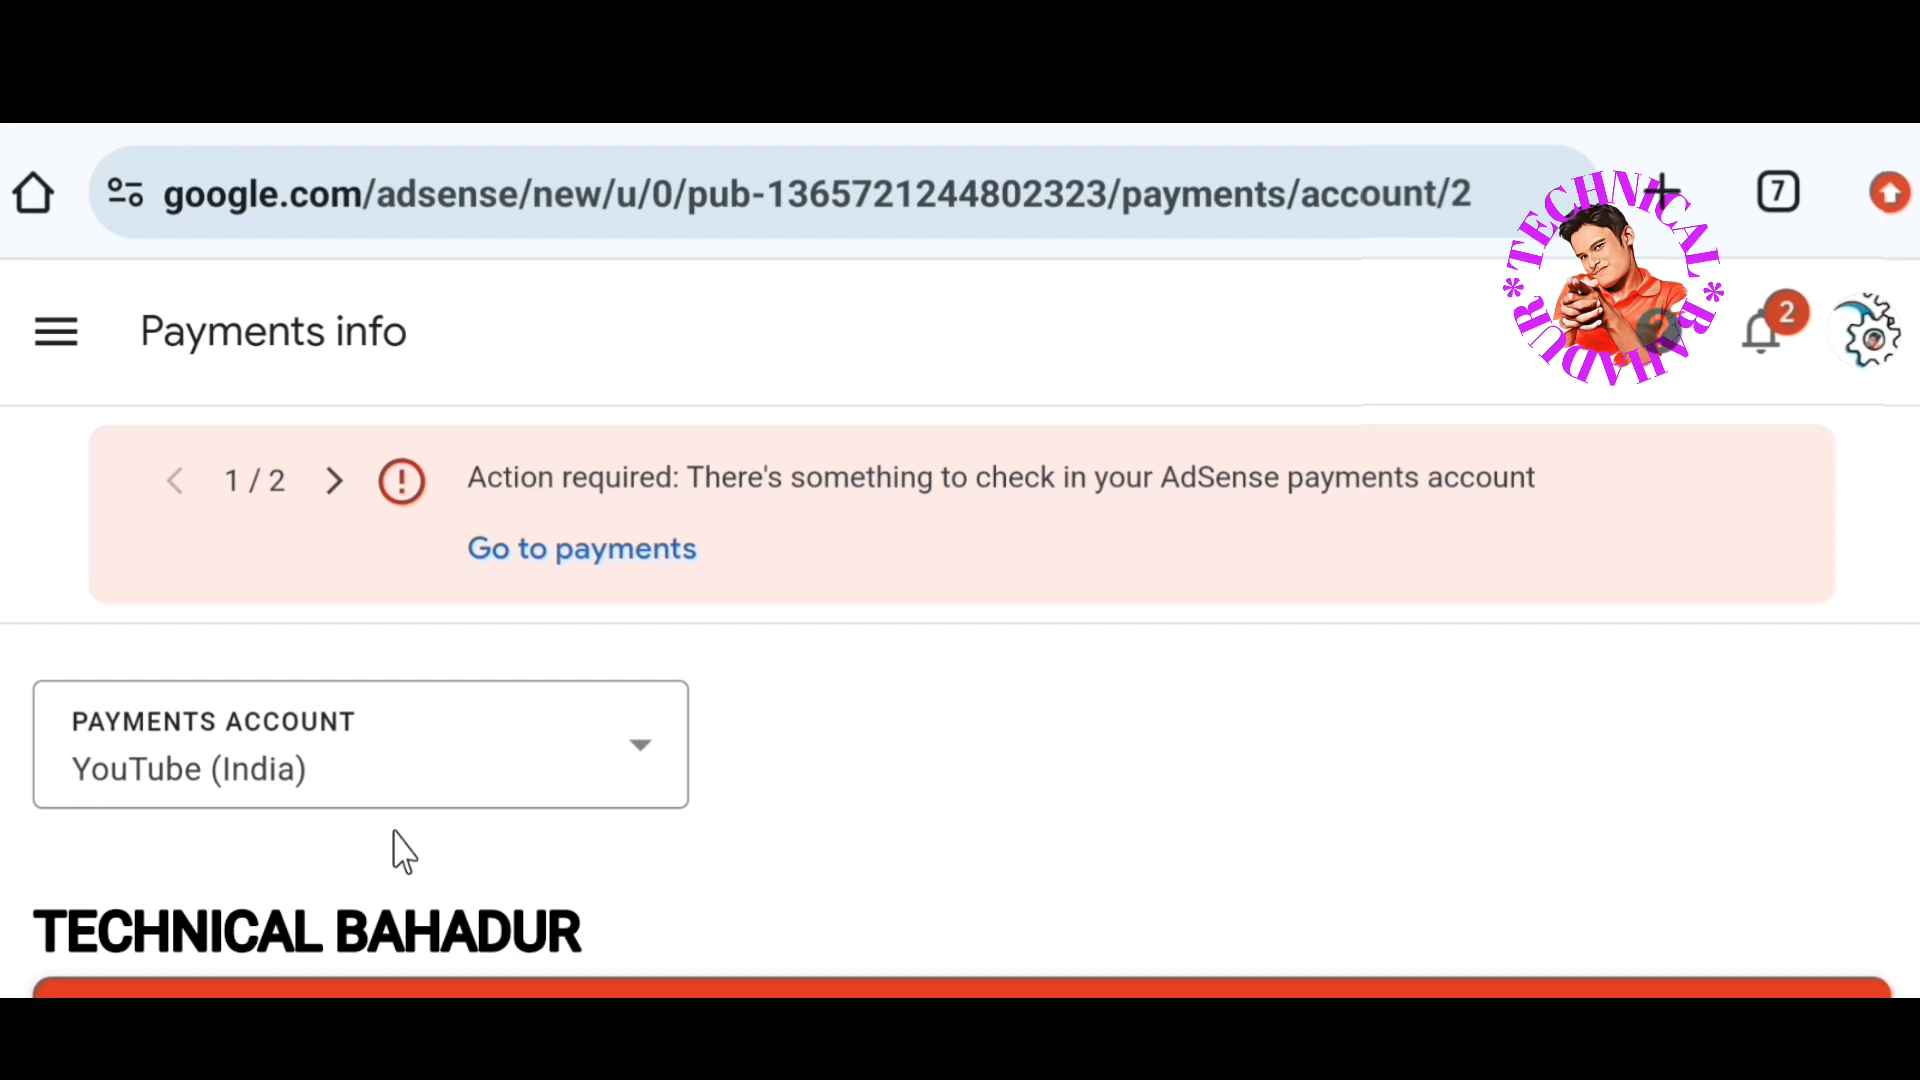 google.com/adsense/new/u/0/pub-1365721244802323/payments/account/2
7
*TECHNICAL*
BAHADUR
Payments info
2
1 / 2
Action required: There's something to check in your AdSense payments account
Go to payments
PAYMENTS ACCOUNT
YouTube (India)
TECHNICAL BAHADUR